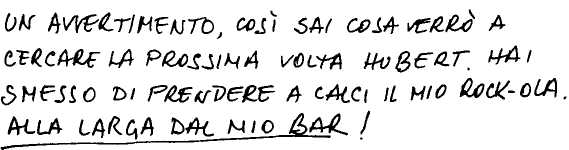 UN AVVERTIMENTO, COSÌ SAI COSA VERRÒ A
CERCARE LA PROSSIMA VOLTA HUBERT. HAI
SMESSO DI PRENDERE A CALCI IL MIO ROCK-OLA.
ALLA LARGA DAL MIO BAR!